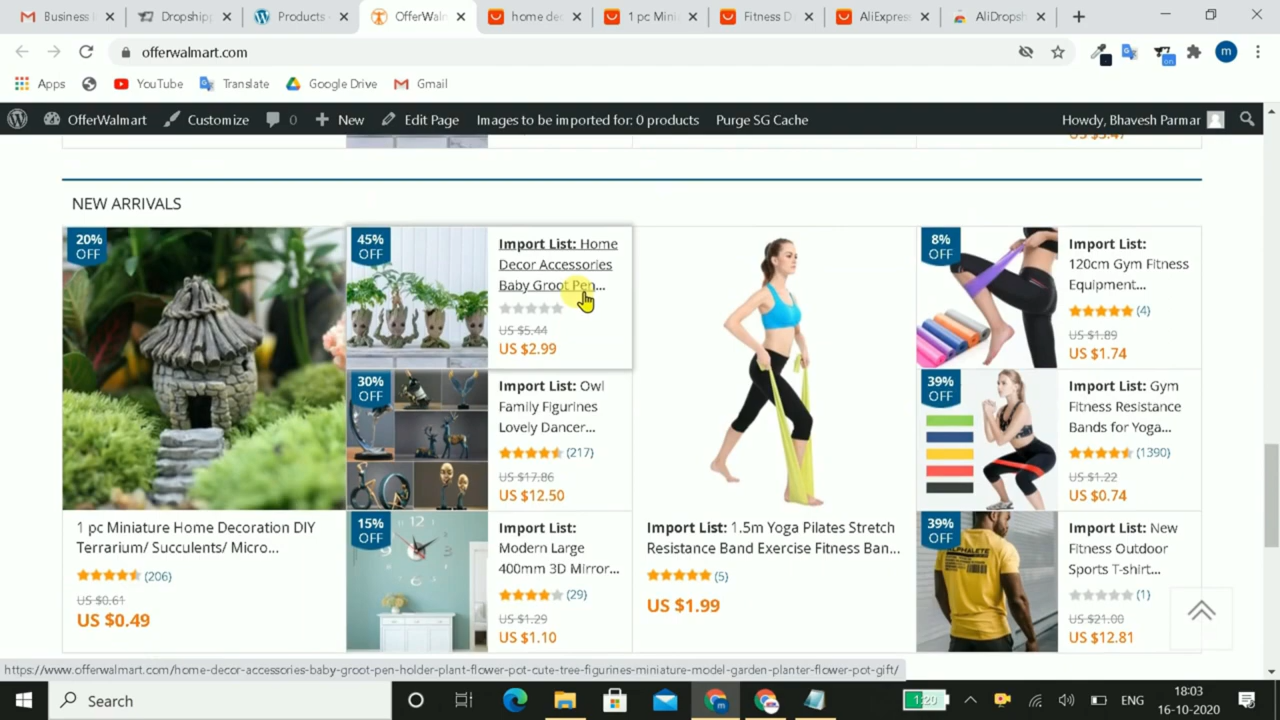 Business
Dropship
Products
OfferWal
home dec
1 pc Mini
Fitness D
AliExpres
AliDropsh
offerwalmart.com
m
on
Apps
YouTube
Translate
Google Drive
Gmail
OfferWalmart
Customize
0
New
Edit Page
Images to be imported for: 0 products
Purge SG Cache
Howdy, Bhavesh Parmar
NEW ARRIVALS
20%
OFF
1 pc Miniature Home Decoration DIY
Terrarium/ Succulents/ Micro...
(206)
US $0.61
US $0.49
45%
OFF
Import List: Home
Decor Accessories
Baby Groot Pen...
US $5.44
US $2.99
30%
OFF
Import List: Owl
Family Figurines
Lovely Dancer...
(217)
US $17.86
US $12.50
15%
OFF
Import List:
Modern Large
400mm 3D Mirror...
(29)
US $1.29
US $1.10
Import List: 1.5m Yoga Pilates Stretch
Resistance Band Exercise Fitness Ban...
(5)
US $1.99
8%
OFF
Import List:
120cm Gym Fitness
Equipment...
(4)
US $1.89
US $1.74
39%
OFF
Import List: Gym
Fitness Resistance
Bands for Yoga...
(1390)
US $1.22
US $0.74
39%
OFF
Import List: New
Fitness Outdoor
Sports T-shirt...
(1)
US $21.00
US $12.81
https://www.offerwalmart.com/home-decor-accessories-baby-groot-pen-holder-plant-flower-pot-cute-tree-figurines-miniature-model-garden-planter-flower-pot-gift/
Search
1:20
ENG
18:03
16-10-2020